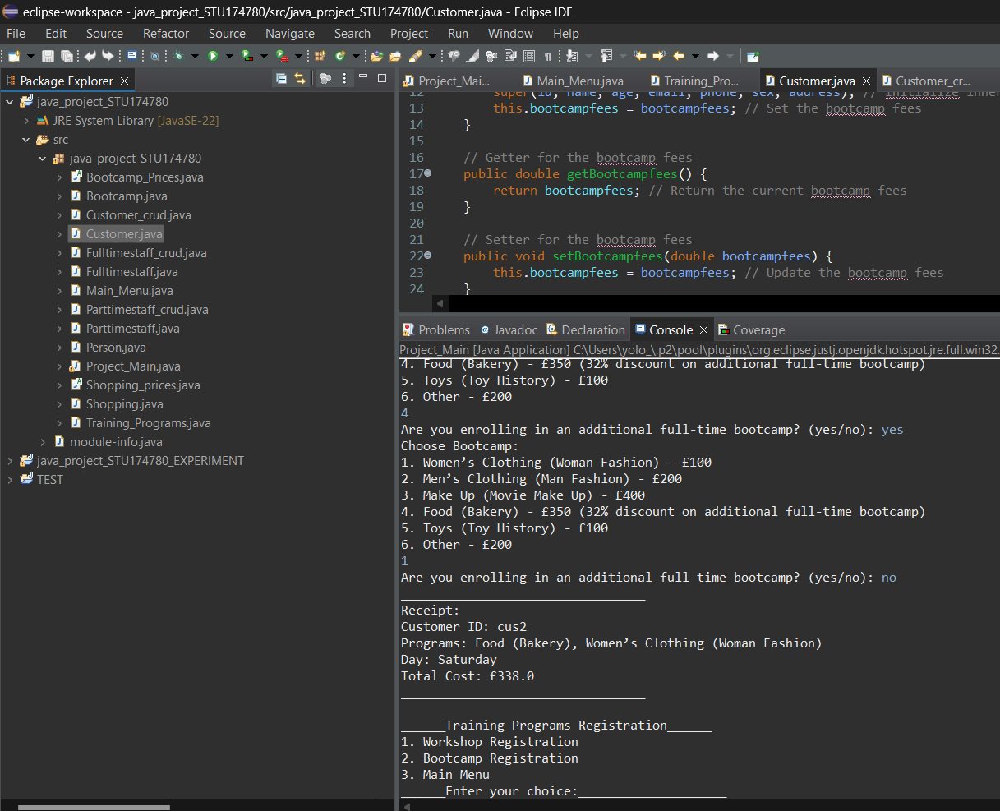 eclipse-workspace - java_project_STU174780/src/java_project_STU174780/Customer.java - Eclipse IDE
File Edit Source Refactor Source Navigate Search Project Run Window Help
Package Explorer
java_project_STU174780
JRE System Library [JavaSE-22]
src
java_project_STU174780
Bootcamp_Prices.java
Bootcamp.java
Customer_crud.java
Customer.java
Fulltimestaff_crud.java
Fulltimestaff.java
Main_Menu.java
Parttimestaff_crud.java
Parttimestaff.java
Person.java
Project_Main.java
Shopping_prices.java
Shopping.java
Training_Programs.java
module-info.java
java_project_STU174780_EXPERIMENT
TEST
Project_Mai... Main_Menu.java Training_Pro... Customer.java Customer_cr...
12 super(id, name, age, email, phone, sex, address); // Initialize inher
13 this.bootcampfees = bootcampfees; // Set the bootcamp fees
14 }
15
16 // Getter for the bootcamp fees
17 public double getBootcampfees() {
18 return bootcampfees; // Return the current bootcamp fees
19 }
20
21 // Setter for the bootcamp fees
22 public void setBootcampfees(double bootcampfees) {
23 this.bootcampfees = bootcampfees; // Update the bootcamp fees
24 }
Problems Javadoc Declaration Console Coverage
Project_Main [Java Application] C:\Users\yolo_\.p2\pool\plugins\org.eclipse.justj.openjdk.hotspot.jre.full.win32.
4. Food (Bakery) - £350 (32% discount on additional full-time bootcamp)
5. Toys (Toy History) - £100
6. Other - £200
4
Are you enrolling in an additional full-time bootcamp? (yes/no): yes
Choose Bootcamp:
1. Women’s Clothing (Woman Fashion) - £100
2. Men’s Clothing (Man Fashion) - £200
3. Make Up (Movie Make Up) - £400
4. Food (Bakery) - £350 (32% discount on additional full-time bootcamp)
5. Toys (Toy History) - £100
6. Other - £200
1
Are you enrolling in an additional full-time bootcamp? (yes/no): no
_________________________________
Receipt:
Customer ID: cus2
Programs: Food (Bakery), Women’s Clothing (Woman Fashion)
Day: Saturday
Total Cost: £338.0
_________________________________
______Training Programs Registration______
1. Workshop Registration
2. Bootcamp Registration
3. Main Menu
______Enter your choice:____________________